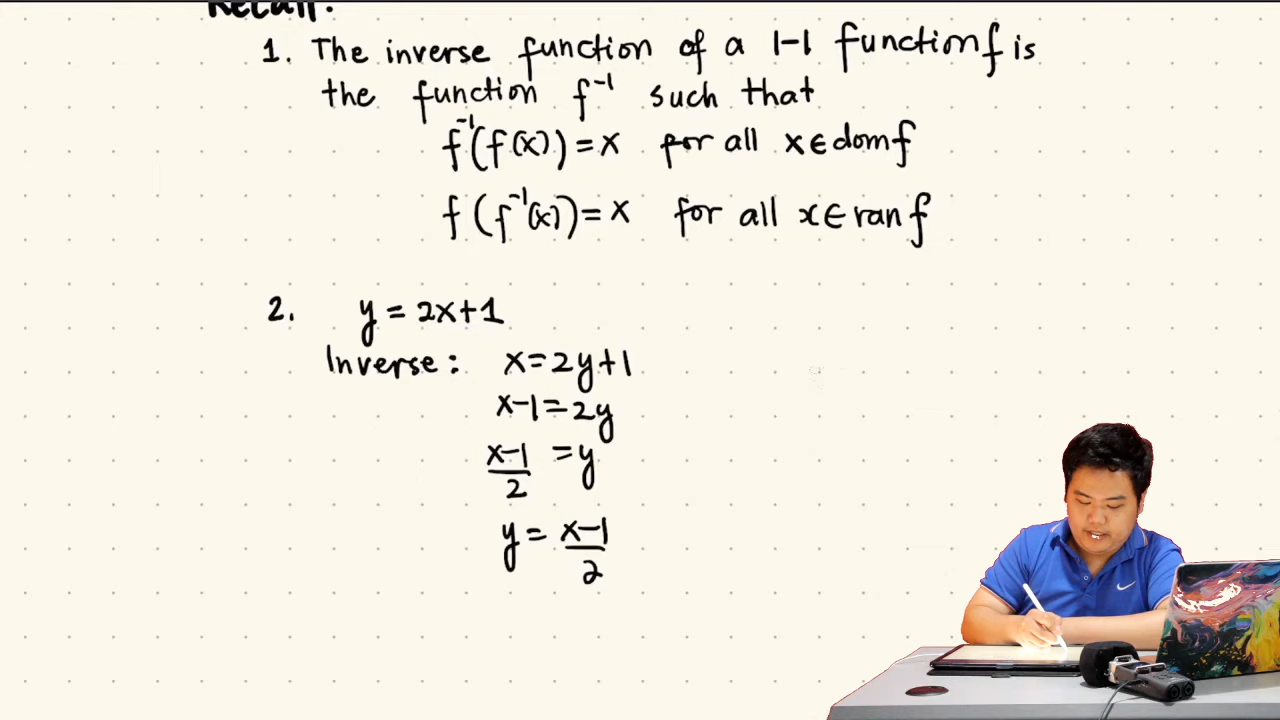 Recall:
1. The inverse function of a 1-1 function f is
the function f⁻¹ such that
f⁻¹(f(x)) = x for all x ∈ dom f
f(f⁻¹(x)) = x for all x ∈ ran f
2. y = 2x+1
Inverse: x = 2y+1
x-1 = 2y
x-1/2 = y
y = x-1/2